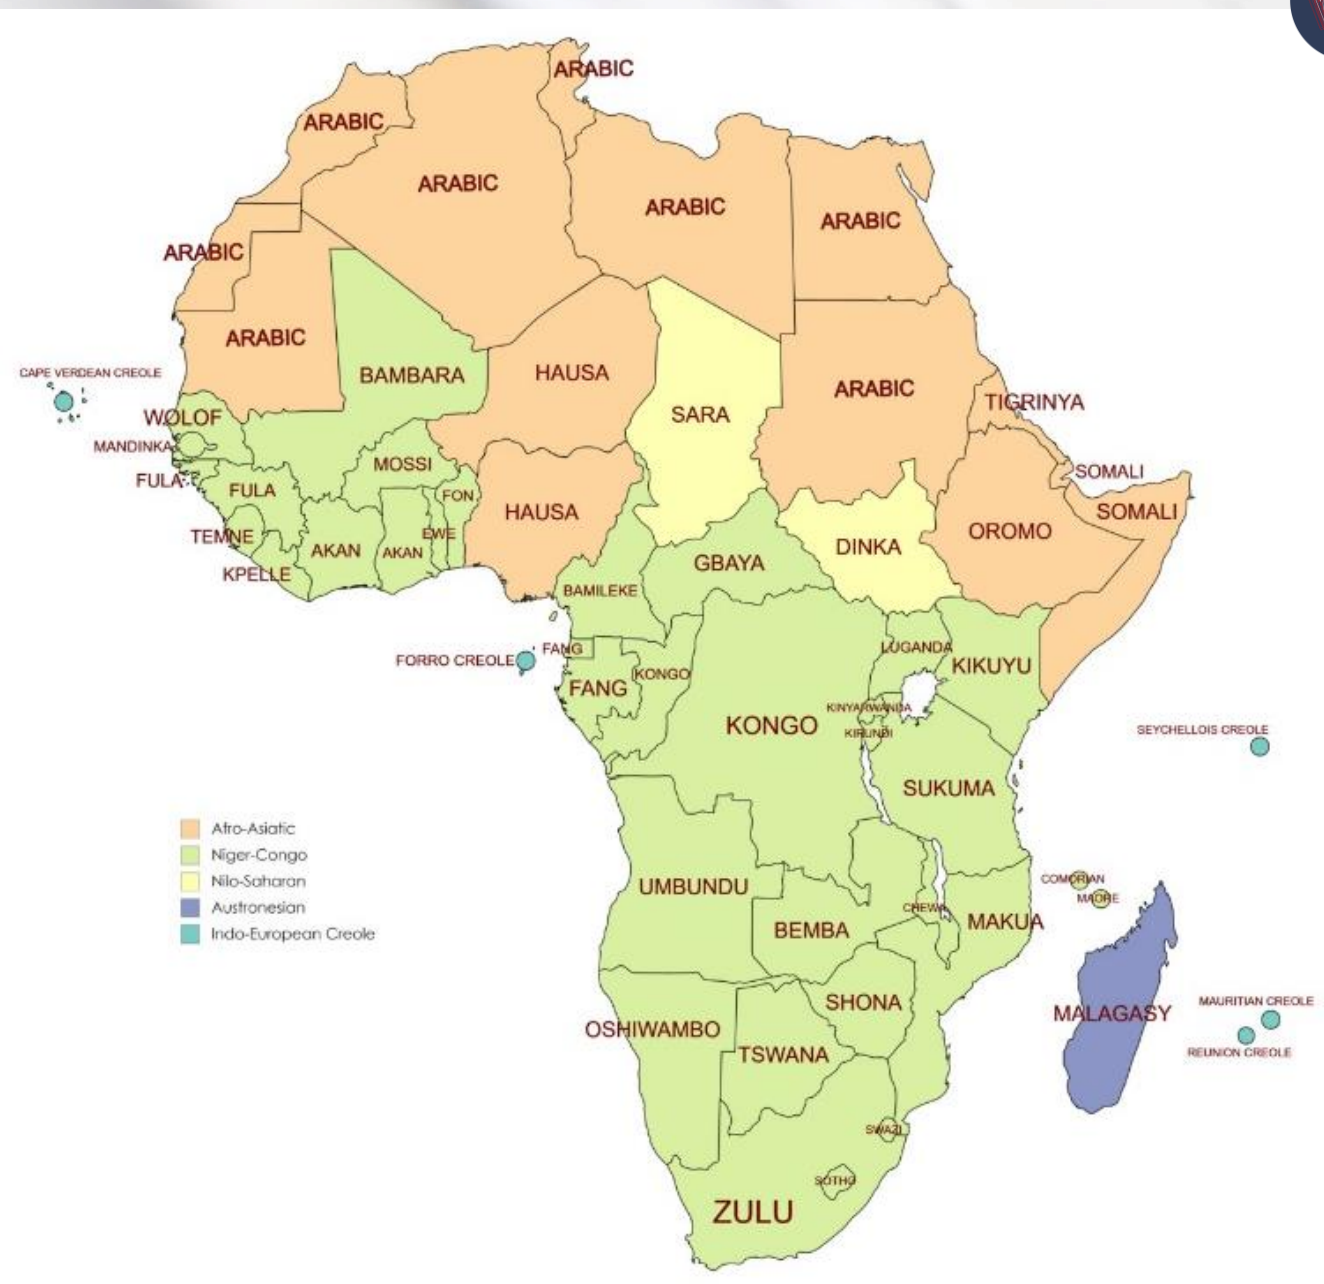 ARABIC
ARABIC
ARABIC
ARABIC
ARABIC
ARABIC
ARABIC
CAPE VERDEAN CREOLE
BAMBARA
HAUSA
ARABIC
SARA
TIGRINYA
WOLOF
MANDINKA
MOSSI
SOMALI
FULA
FULA
FON
HAUSA
SOMALI
TEMNE
EWE
OROMO
AKAN
AKAN
DINKA
KPELLE
GBAYA
BAMILEKE
FANG
LUGANDA
FORRO CREOLE
KIKUYU
KONGO
FANG
KINYARWANDA
KONGO
SEYCHELLOIS CREOLE
KIRUNDI
SUKUMA
Afro-Asiatic
Niger-Congo
Nilo-Saharan
Austronesian
Indo-European Creole
COMORIAN
UMBUNDU
MAORE
CHEWA
MAKUA
BEMBA
SHONA
MAURITIAN CREOLE
MALAGASY
OSHIWAMBO
REUNION CREOLE
TSWANA
SWAZI
SOTHO
ZULU